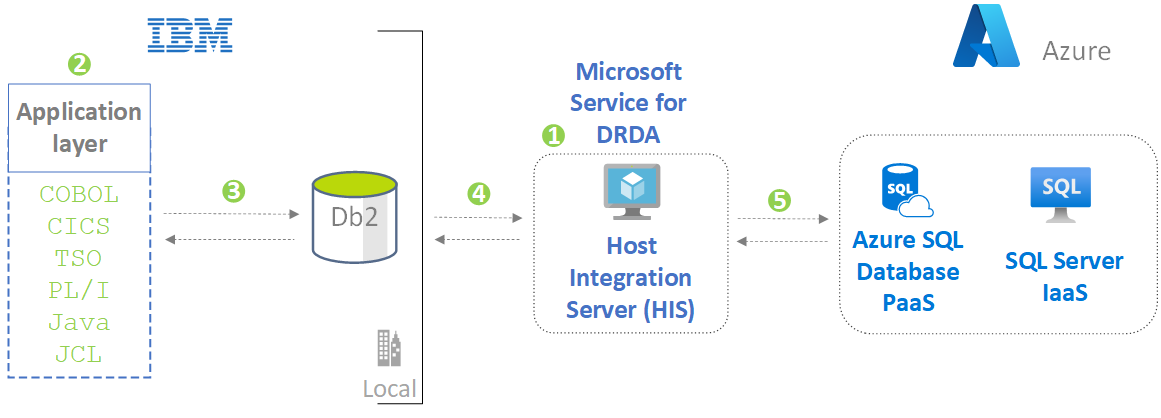 IBM
Azure
2
Application
layer
COBOL
CICS
TSO
PL/I
Java
JCL
3
Db2
Local
4
Microsoft
Service for
DRDA
1
Host
Integration
Server (HIS)
5
SQL
Azure SQL
Database
PaaS
SQL
SQL Server
IaaS